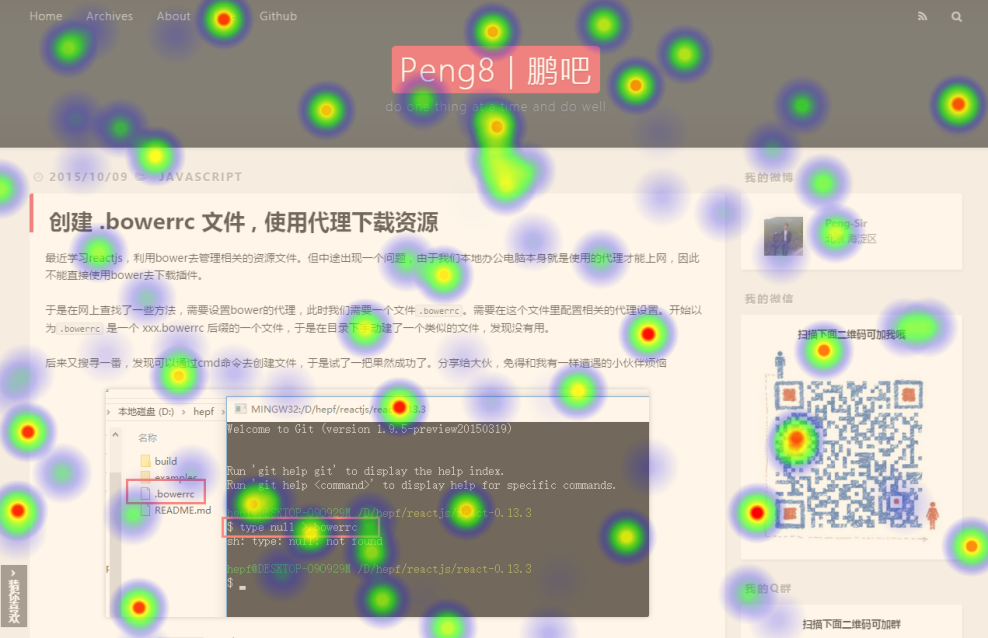 Home Archives About Github
Peng8 | 鹏吧
do one thing at a time and do well
2015/10/09 JAVASCRIPT
创建 .bowerrc 文件，使用代理下载资源
最近学习reactjs，利用bower去管理相关的资源文件。但中途出现一个问题，由于我们本地办公电脑本身就是使用的代理才能上网，因此
不能直接使用bower去下载插件。
于是在网上查找了一些方法，需要设置bower的代理，此时我们需要一个文件 .bowerrc 。需要在这个文件里配置相关的代理设置。开始以
为 .bowerrc 是一个 xxx.bowerrc 后缀的一个文件，于是在目录下手动建了一个类似的文件，发现没有用。
后来又搜寻一番，发现可以通过cmd命令去创建文件，于是试了一把果然成功了。分享给大伙，免得和我有一样遭遇的小伙伴烦恼
本地磁盘 (D:) › hepf ›
名称
build
examples
.bowerrc
README.md
MINGW32:/D/hepf/reactjs/react-0.13.3
Welcome to Git (version 1.9.5-preview20150319)
Run 'git help git' to display the help index.
Run 'git help <command>' to display help for specific commands.
hepf@DESKTOP-090929M /D/hepf/reactjs/react-0.13.3
$ type null >.bowerrc
sh: type: null: not found
hepf@DESKTOP-090929M /D/hepf/reactjs/react-0.13.3
$
我的微博
Peng-Sir
北京 海淀区
我的微信
扫描下面二维码可加我哦
我的Q群
扫描下面二维码可加群
猜你喜欢